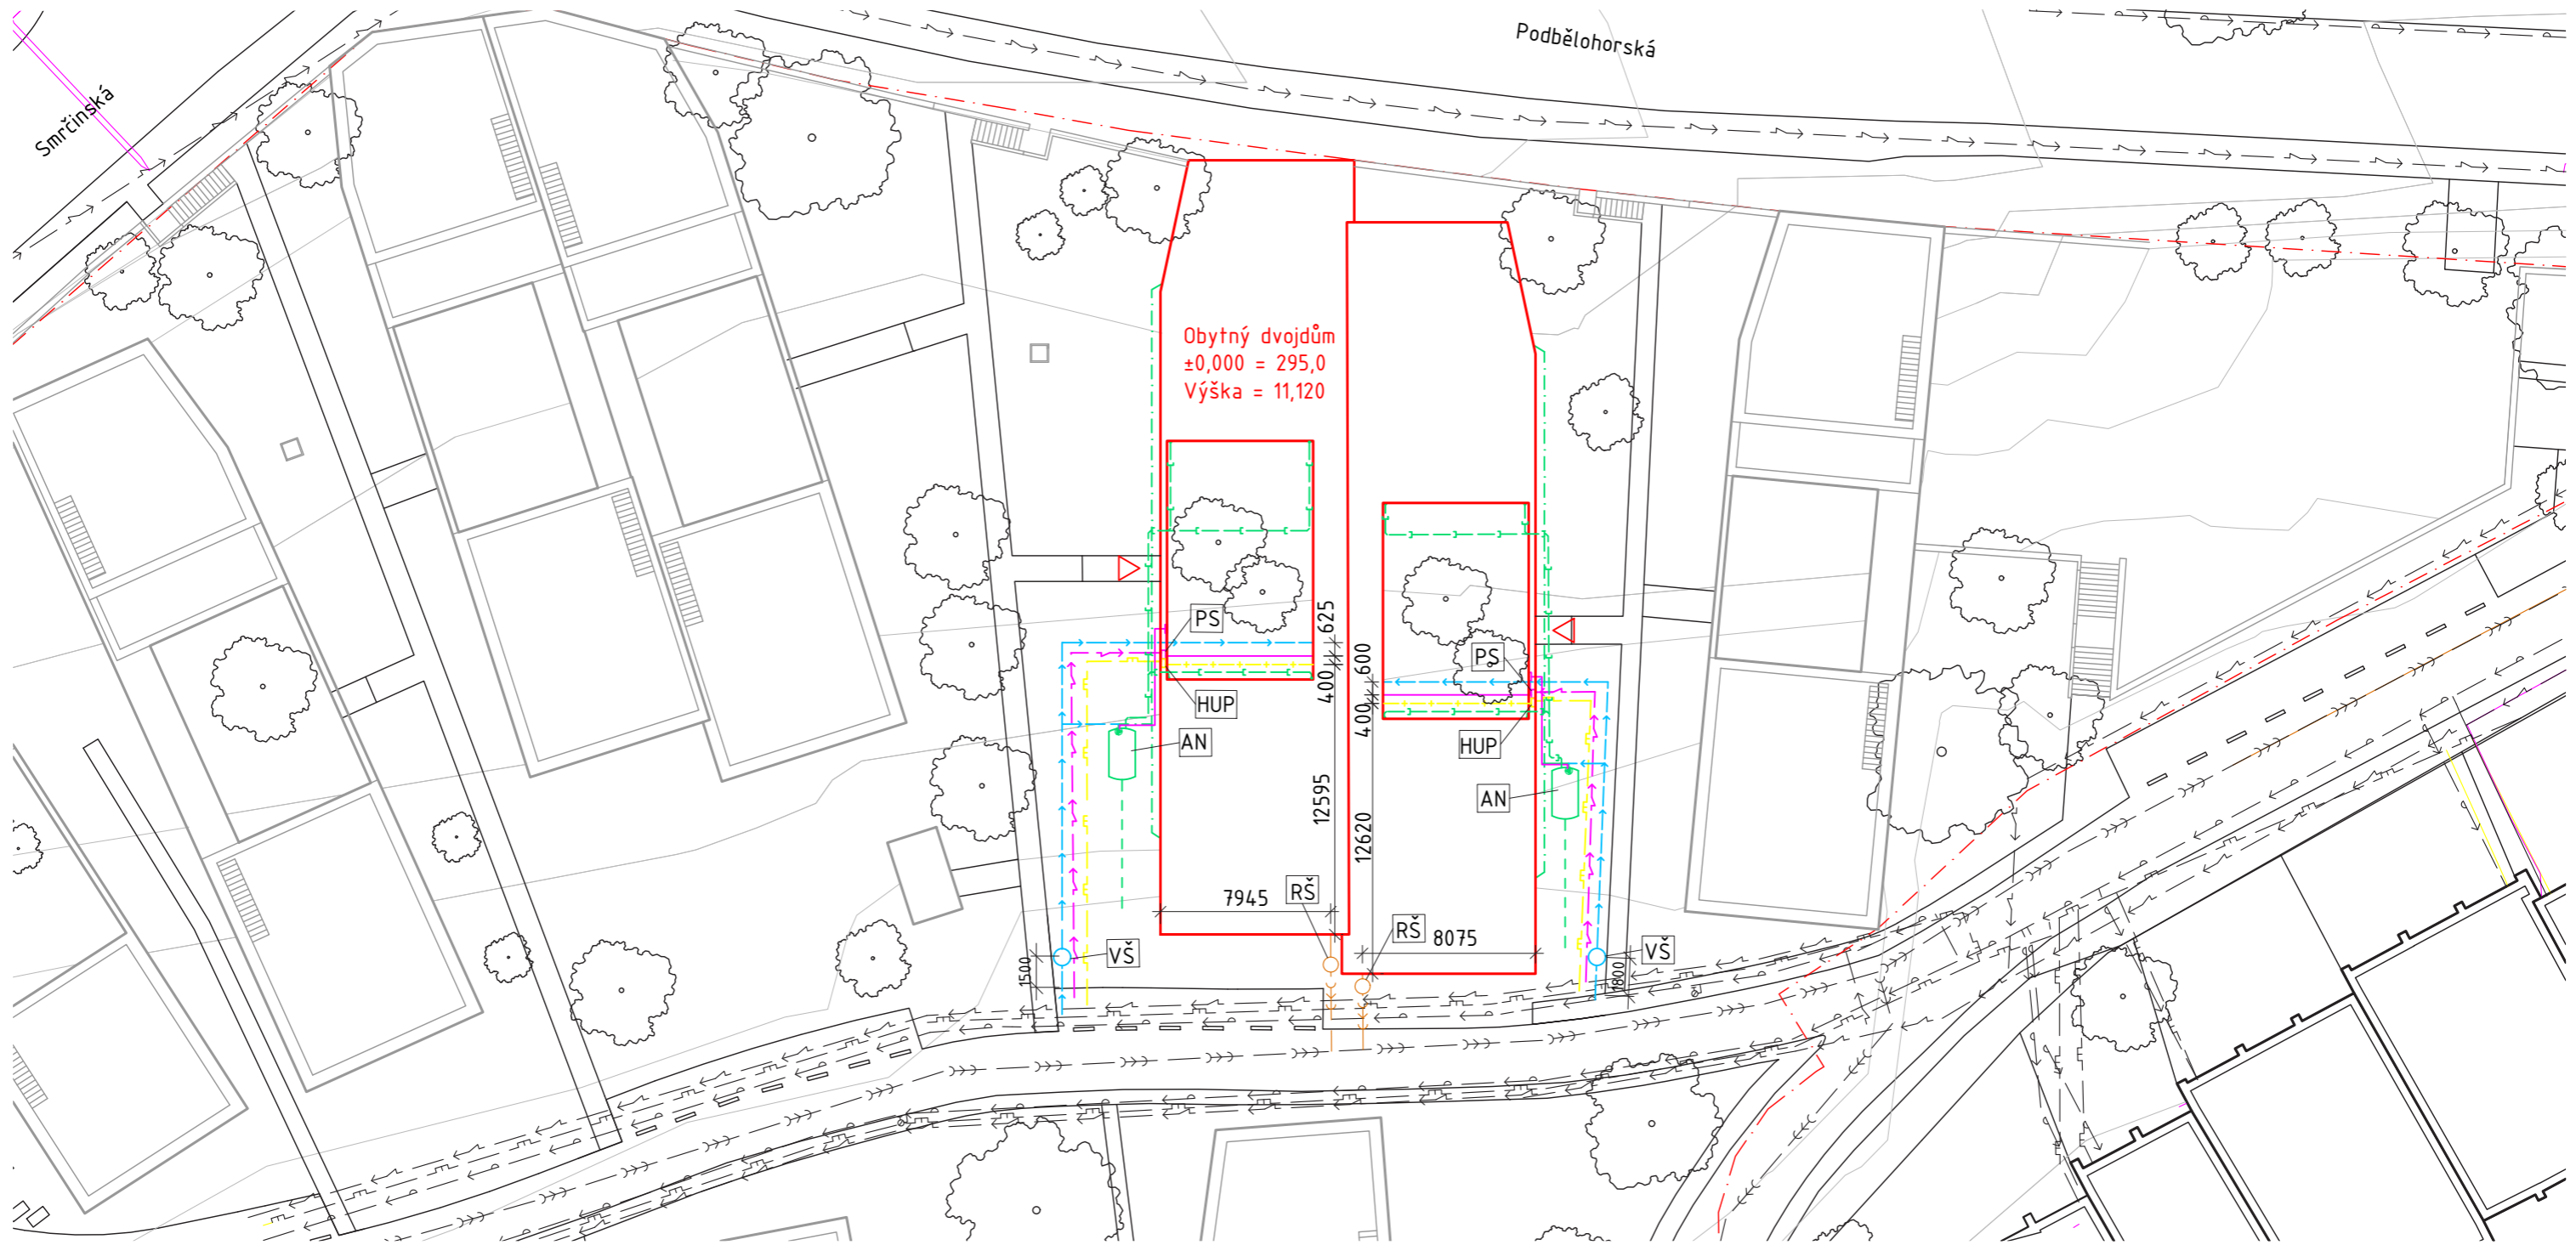 Podbělohorská
Smrčinská
Obytný dvojdům
±0,000 = 295,0
Výška = 11,120
PS
625
600
PS
400
HUP
400
HUP
AN
AN
12595
12620
7945
RŠ
RŠ
8075
VŠ
VŠ
1500
1800